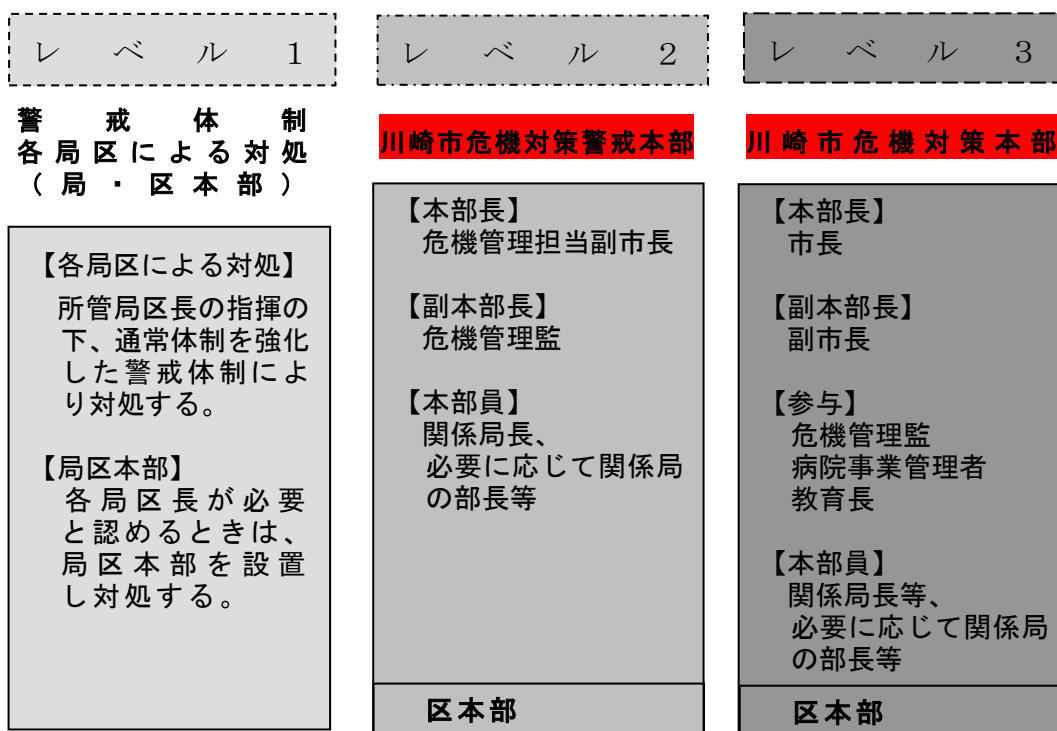 レベル1
警戒体制
各局区による対処
(局・区本部)
【各局区による対処】
所管局区長の指揮の
下、通常体制を強化
した警戒体制によ
り対処する。
【局区本部】
各局区長が必要
と認めるときは、
局区本部を設置
し対処する。
レベル2
川崎市危機対策警戒本部
【本部長】
危機管理担当副市長
【副本部長】
危機管理監
【本部員】
関係局長、
必要に応じて関係局
の部長等
区本部
レベル3
川崎市危機対策本部
【本部長】
市長
【副本部長】
副市長
【参与】
危機管理監
病院事業管理者
教育長
【本部員】
関係局長等、
必要に応じて関係局
の部長等
区本部